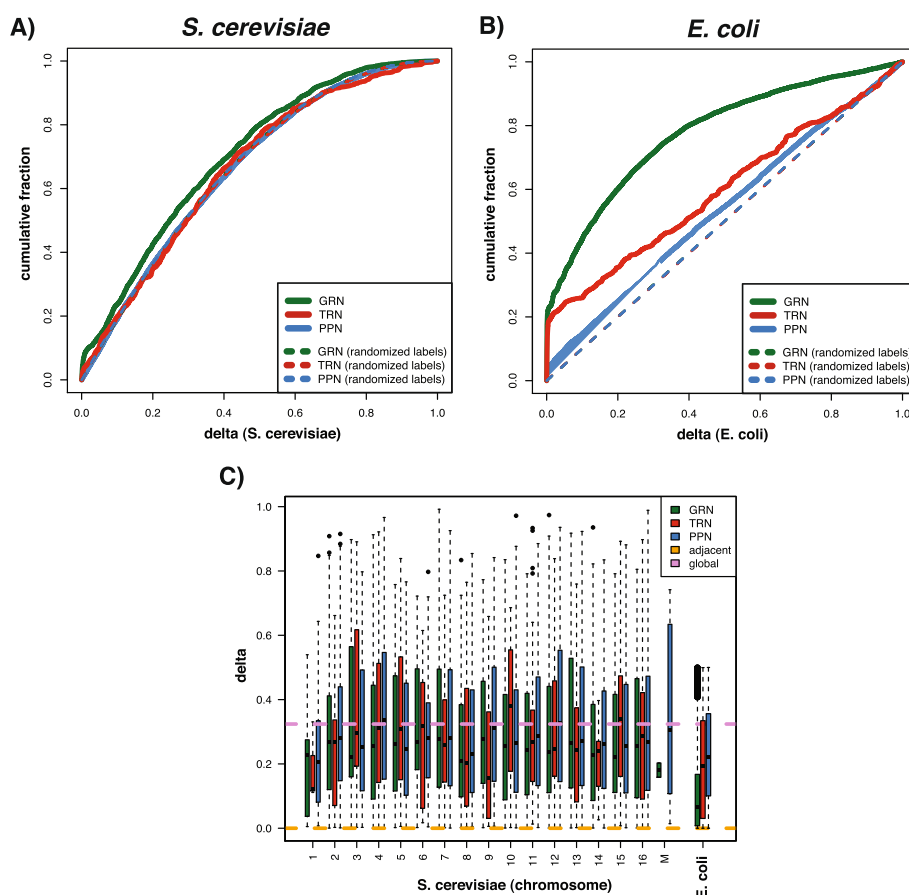 A)
S. cerevisiae
cumulative fraction
0.0
0.2
0.4
0.6
0.8
1.0
0.0
0.2
0.4
0.6
0.8
1.0
delta (S. cerevisiae)
GRN
TRN
PPN
GRN (randomized labels)
TRN (randomized labels)
PPN (randomized labels)
B)
E. coli
cumulative fraction
0.0
0.2
0.4
0.6
0.8
1.0
0.0
0.2
0.4
0.6
0.8
1.0
delta (E. coli)
GRN
TRN
PPN
GRN (randomized labels)
TRN (randomized labels)
PPN (randomized labels)
C)
delta
0.0
0.2
0.4
0.6
0.8
1.0
GRN
TRN
PPN
adjacent
global
1
2
3
4
5
6
7
8
9
10
11
12
13
14
15
16
M
E. coli
S. cerevisiae (chromosome)